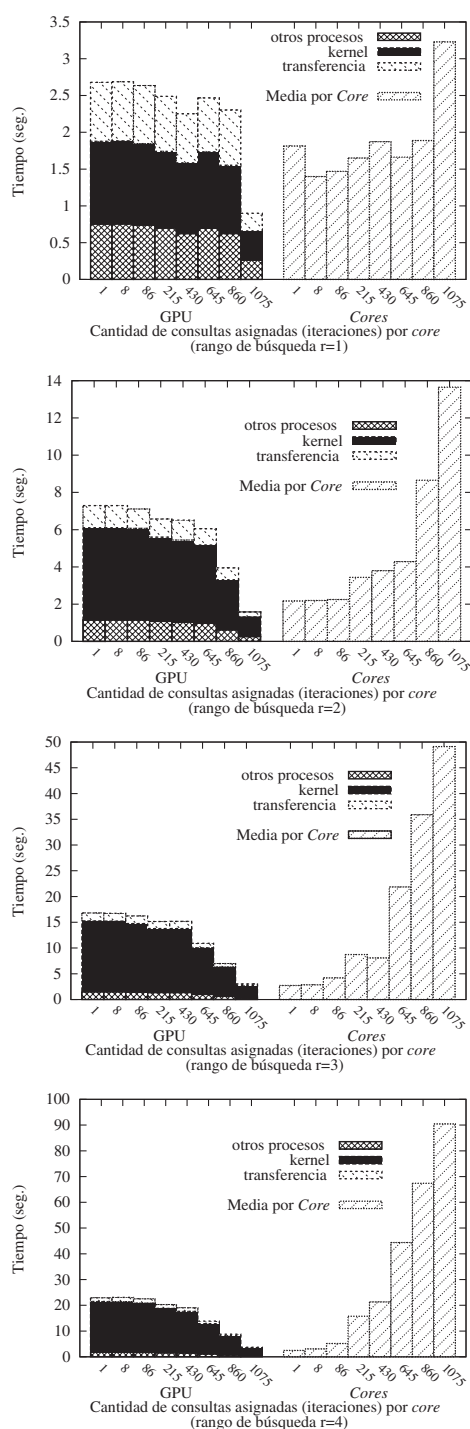 3.5
otros procesos
3
kernel
transferencia
2.5
Media por Core
2
1.5
1
0.5
0
Tiempo (seg.)
1 8 86 215 430 645 860 1075 1 8 86 215 430 645 860 1075
GPU Cores
Cantidad de consultas asignadas (iteraciones) por core
(rango de búsqueda r=1)
14
12
otros procesos
kernel
10
transferencia
8
Media por Core
6
4
2
0
Tiempo (seg.)
1 8 86 215 430 645 860 1075 1 8 86 215 430 645 860 1075
GPU Cores
Cantidad de consultas asignadas (iteraciones) por core
(rango de búsqueda r=2)
50
45
otros procesos
kernel
40
transferencia
35
Media por Core
30
25
20
15
10
5
0
Tiempo (seg.)
1 8 86 215 430 645 860 1075 1 8 86 215 430 645 860 1075
GPU Cores
Cantidad de consultas asignadas (iteraciones) por core
(rango de búsqueda r=3)
100
90
otros procesos
80
kernel
70
transferencia
60
Media por Core
50
40
30
20
10
0
Tiempo (seg.)
1 8 86 215 430 645 860 1075 1 8 86 215 430 645 860 1075
GPU Cores
Cantidad de consultas asignadas (iteraciones) por core
(rango de búsqueda r=4)